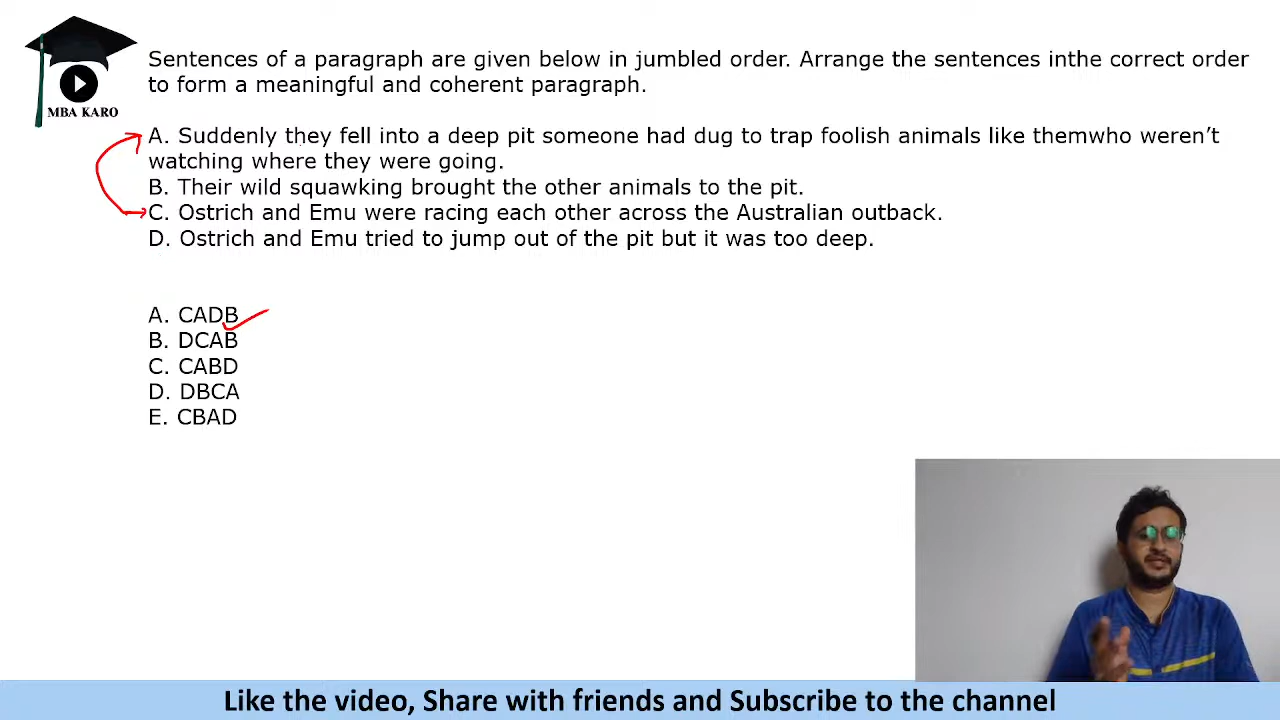 Sentences of a paragraph are given below in jumbled order. Arrange the sentences inthe correct order
to form a meaningful and coherent paragraph.
MBA KARO
A. Suddenly they fell into a deep pit someone had dug to trap foolish animals like themwho weren’t
watching where they were going.
B. Their wild squawking brought the other animals to the pit.
C. Ostrich and Emu were racing each other across the Australian outback.
D. Ostrich and Emu tried to jump out of the pit but it was too deep.
A. CADB
B. DCAB
C. CABD
D. DBCA
E. CBAD
Like the video, Share with friends and Subscribe to the channel